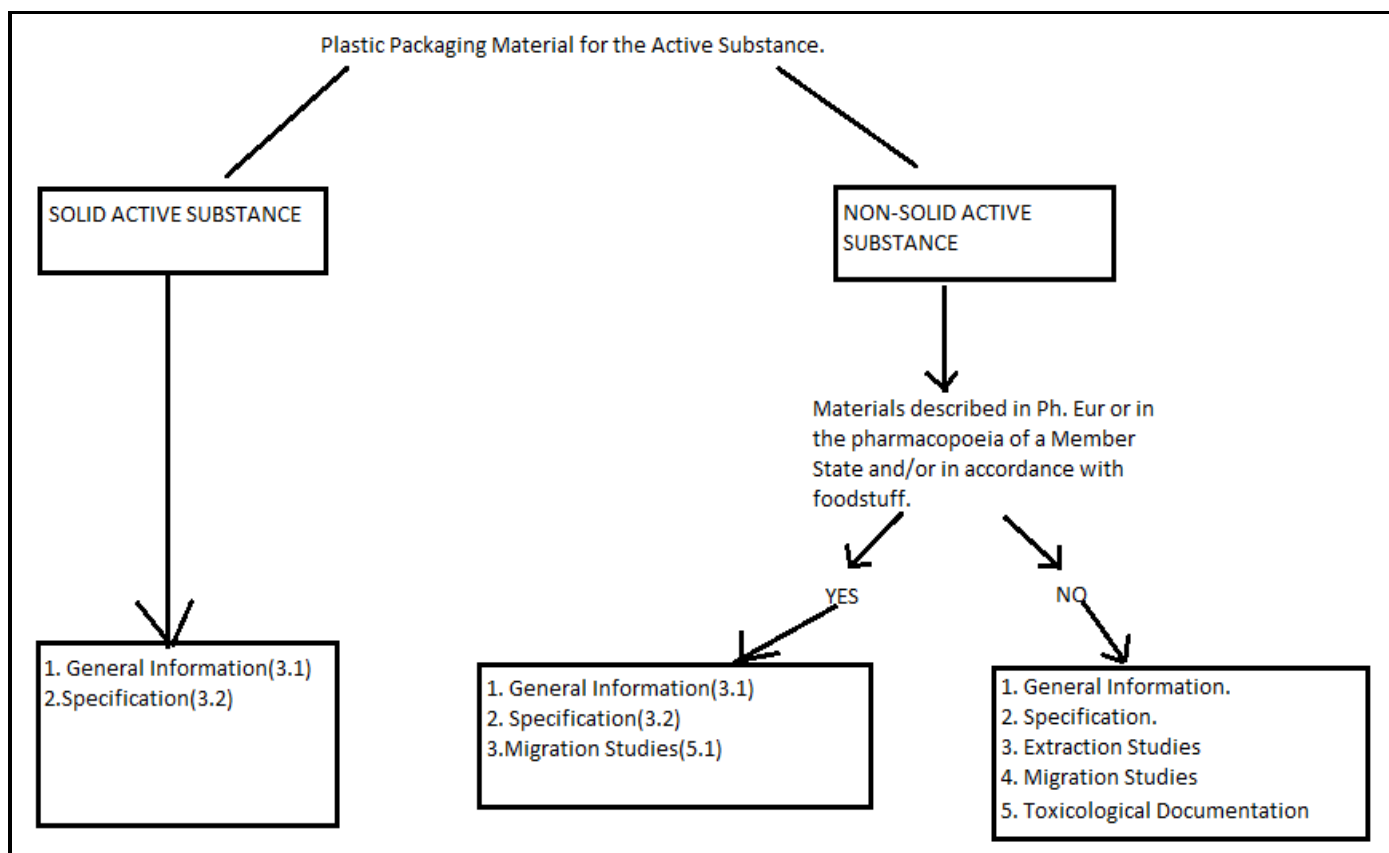 Plastic Packaging Material for the Active Substance.
SOLID ACTIVE SUBSTANCE
NON-SOLID ACTIVE
SUBSTANCE
Materials described in Ph. Eur or in
the pharmacopoeia of a Member
State and/or in accordance with
foodstuff.
YES
NO
1. General Information(3.1)
2.Specification(3.2)
1. General Information(3.1)
2. Specification(3.2)
3.Migration Studies(5.1)
1. General Information.
2. Specification.
3. Extraction Studies
4. Migration Studies
5. Toxicological Documentation